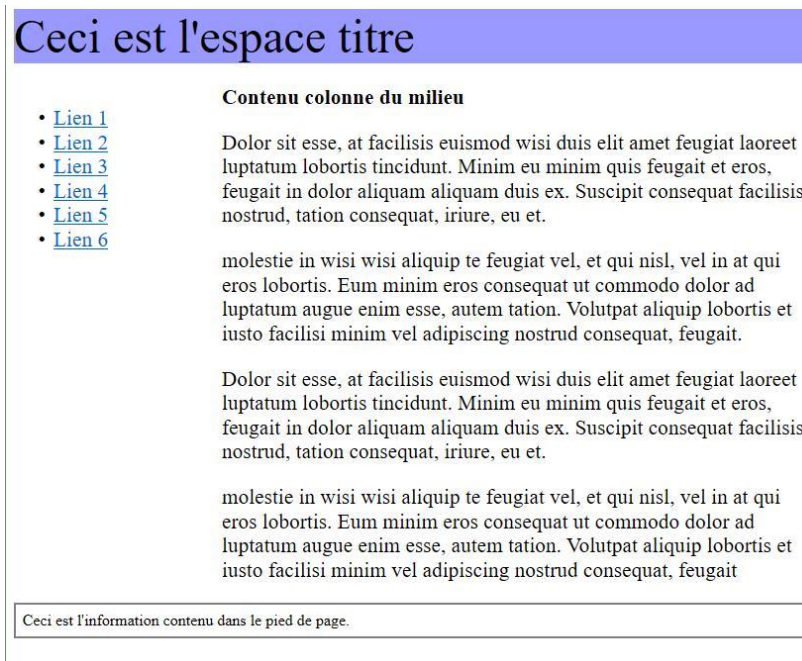 Ceci est l'espace titre
• Lien 1
• Lien 2
• Lien 3
• Lien 4
• Lien 5
• Lien 6
Contenu colonne du milieu
Dolor sit esse, at facilisis euismod wisi duis elit amet feugiat laoreet
luptatum lobortis tincidunt. Minim eu minim quis feugait et eros,
feugait in dolor aliquam aliquam duis ex. Suscipit consequat facilisis
nostrud, tation consequat, iriure, eu et.
molestie in wisi wisi aliquip te feugiat vel, et qui nisl, vel in at qui
eros lobortis. Eum minim eros consequat ut commodo dolor ad
luptatum augue enim esse, autem tation. Volutpat aliquip lobortis et
iusto facilisi minim vel adipiscing nostrud consequat, feugait.
Dolor sit esse, at facilisis euismod wisi duis elit amet feugiat laoreet
luptatum lobortis tincidunt. Minim eu minim quis feugait et eros,
feugait in dolor aliquam aliquam duis ex. Suscipit consequat facilisis
nostrud, tation consequat, iriure, eu et.
molestie in wisi wisi aliquip te feugiat vel, et qui nisl, vel in at qui
eros lobortis. Eum minim eros consequat ut commodo dolor ad
luptatum augue enim esse, autem tation. Volutpat aliquip lobortis et
iusto facilisi minim vel adipiscing nostrud consequat, feugait
Ceci est l'information contenu dans le pied de page.